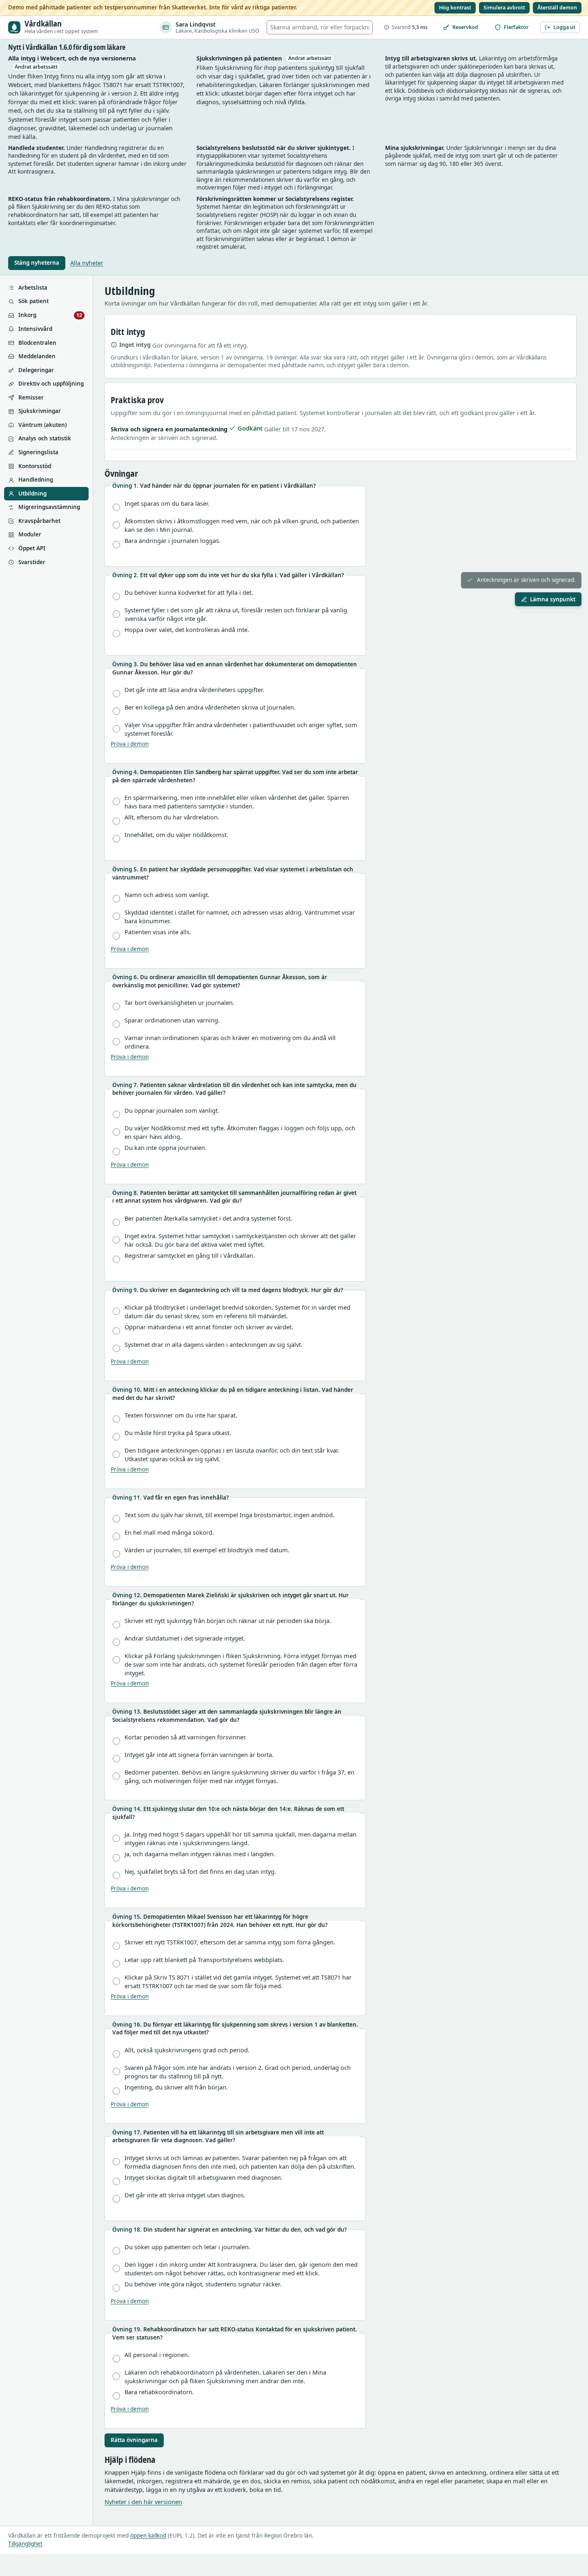 Demo med påhittade patienter och testpersonnummer från Skatteverket. Inte för vård av riktiga patienter.
Hög kontrast
Simulera avbrott
Återställ demon
Vårdkällan
Hela vården i ett öppet system
Sara Lindqvist
Läkare, Kardiologiska kliniken USÖ
Skanna armband, rör eller förpackning
Svarstid 5,3 ms
Reservkod
Flerfaktor
Logga ut
Nytt i Vårdkällan 1.6.0 för dig som läkare
Alla intyg i Webcert, och de nya versionerna
Ändrat arbetssätt
Under fliken Intyg finns nu alla intyg som går att skriva i
Webcert, med blankettens frågor. TS8071 har ersatt TSTRK1007,
och läkarintyget för sjukpenning är i version 2. Ett äldre intyg
förnyar du med ett klick: svaren på oförändrade frågor följer
med, och det du ska ta ställning till på nytt fyller du i själv.
Systemet föreslår intyget som passar patienten och fyller i
diagnoser, graviditet, läkemedel och underlag ur journalen
med källa.
Sjukskrivningen på patienten
Ändrat arbetssätt
Fliken Sjukskrivning för ihop patientens sjukintyg till sjukfall
och visar dag i sjukfallet, grad över tiden och var patienten är i
rehabiliteringskedjan. Läkaren förlänger sjukskrivningen med
ett klick: utkastet börjar dagen efter förra intyget och har
diagnos, sysselsättning och nivå ifyllda.
Intyg till arbetsgivaren skrivs ut. Läkarintyg om arbetsförmåga
till arbetsgivaren och under sjuklöneperioden kan bara skrivas ut,
och patienten kan välja att dölja diagnosen på utskriften. Ur
historiken går det att se vem som har skrivit ut eller öppnat intyget
med klick. Dödsbevis och dödsorsaksintyg skickas när de signeras, och
övriga intyg skickas i samråd med patienten.
Handleda studenter. Under Handledning registrerar du en
handledning för en student på din vårdenhet, med en tid som
systemet föreslår. Det studenten signerar hamnar i din inkorg under
Att kontrasignera.
Socialstyrelsens beslutsstöd när du skriver sjukintyget. I
intygsapplikationen visar systemet Socialstyrelsens
försäkringsmedicinska beslutsstöd för diagnosen och räknar den
sammanlagda sjukskrivningen ur patientens tidigare intyg. Blir den
längre än rekommendationen skriver du varför en gång, och
motiveringen följer med i intyget och i förlängningar.
Mina sjukskrivningar. Under Sjukskrivningar i menyn ser du dina
pågående sjukfall, med de intyg som snart går ut och de patienter
som närmar sig dag 90, 180 eller 365 överst.
REKO-status från rehabkoordinatorn. I Mina sjukskrivningar och
på fliken Sjukskrivning ser du den REKO-status som
rehabkoordinatorn har satt, till exempel att patienten har
kontaktats eller får koordineringsinsatser.
Förskrivningsrätten kommer ur Socialstyrelsens register.
Systemet hämtar din legitimation och förskrivningsrätt ur
Socialstyrelsens register (HOSP) när du loggar in och innan du
förskriver. Förskrivningen erbjuder bara det som förskrivningsrätten
omfattar, och om något inte går säger systemet varför, till exempel
att förskrivningsrätten saknas eller är begränsad. I demon är
registret simulerat.
Stäng nyheterna
Alla nyheter
Arbetslista
Sök patient
Inkorg
12
Intensivvård
Blodcentralen
Meddelanden
Delegeringar
Direktiv och uppföljning
Remisser
Sjukskrivningar
Väntrum (akuten)
Analys och statistik
Signeringslista
Kontorsstöd
Handledning
Utbildning
Migreringsavstämning
Kravspårbarhet
Moduler
Öppet API
Svarstider
Utbildning
Korta övningar om hur Vårdkällan fungerar för din roll, med demopatienter. Alla rätt ger ett intyg som gäller i ett år.
Ditt intyg
Inget intyg Gör övningarna för att få ett intyg.
Grundkurs i Vårdkällan för läkare, version 1 av övningarna. 19 övningar. Alla svar ska vara rätt, och intyget gäller i ett år. Övningarna görs i demon, som är Vårdkällans
utbildningsmiljö. Patienterna i övningarna är demopatienter med påhittade namn, och intyget gäller bara i demon.
Praktiska prov
Uppgifter som du gör i en övningsjournal med en påhittad patient. Systemet kontrollerar i journalen att det blev rätt, och ett godkänt prov gäller i ett år.
Skriva och signera en journalanteckning Godkänt Gäller till 17 nov 2027.
Anteckningen är skriven och signerad.
Övningar
Övning 1. Vad händer när du öppnar journalen för en patient i Vårdkällan?
Inget sparas om du bara läser.
Åtkomsten skrivs i åtkomstloggen med vem, när och på vilken grund, och patienten
kan se den i Min journal.
Bara ändringar i journalen loggas.
Övning 2. Ett val dyker upp som du inte vet hur du ska fylla i. Vad gäller i Vårdkällan?
Du behöver kunna kodverket för att fylla i det.
Systemet fyller i det som går att räkna ut, föreslår resten och förklarar på vanlig
svenska varför något inte går.
Hoppa över valet, det kontrolleras ändå inte.
Anteckningen är skriven och signerad.
Lämna synpunkt
Övning 3. Du behöver läsa vad en annan vårdenhet har dokumenterat om demopatienten
Gunnar Åkesson. Hur gör du?
Det går inte att läsa andra vårdenheters uppgifter.
Ber en kollega på den andra vårdenheten skriva ut journalen.
Väljer Visa uppgifter från andra vårdenheter i patienthuvudet och anger syftet, som
systemet föreslår.
Pröva i demon
Övning 4. Demopatienten Elin Sandberg har spärrat uppgifter. Vad ser du som inte arbetar
på den spärrade vårdenheten?
En spärrmarkering, men inte innehållet eller vilken vårdenhet det gäller. Spärren
hävs bara med patientens samtycke i stunden.
Allt, eftersom du har vårdrelation.
Innehållet, om du väljer nödåtkomst.
Övning 5. En patient har skyddade personuppgifter. Vad visar systemet i arbetslistan och
väntrummet?
Namn och adress som vanligt.
Skyddad identitet i stället för namnet, och adressen visas aldrig. Väntrummet visar
bara könummer.
Patienten visas inte alls.
Pröva i demon
Övning 6. Du ordinerar amoxicillin till demopatienten Gunnar Åkesson, som är
överkänslig mot penicilliner. Vad gör systemet?
Tar bort överkänsligheten ur journalen.
Sparar ordinationen utan varning.
Varnar innan ordinationen sparas och kräver en motivering om du ändå vill
ordinera.
Pröva i demon
Övning 7. Patienten saknar vårdrelation till din vårdenhet och kan inte samtycka, men du
behöver journalen för vården. Vad gäller?
Du öppnar journalen som vanligt.
Du väljer Nödåtkomst med ett syfte. Åtkomsten flaggas i loggen och följs upp, och
en spärr hävs aldrig.
Du kan inte öppna journalen.
Pröva i demon
Övning 8. Patienten berättar att samtycket till sammanhållen journalföring redan är givet
i ett annat system hos vårdgivaren. Vad gör du?
Ber patienten återkalla samtycket i det andra systemet först.
Inget extra. Systemet hittar samtycket i samtyckestjänsten och skriver att det gäller
här också. Du gör bara det aktiva valet med syftet.
Registrerar samtycket en gång till i Vårdkällan.
Övning 9. Du skriver en daganteckning och vill ta med dagens blodtryck. Hur gör du?
Klickar på blodtrycket i underlaget bredvid sökorden. Systemet för in värdet med
datum där du senast skrev, som en referens till mätvärdet.
Öppnar mätvärdena i ett annat fönster och skriver av värdet.
Systemet drar in alla dagens värden i anteckningen av sig självt.
Pröva i demon
Övning 10. Mitt i en anteckning klickar du på en tidigare anteckning i listan. Vad händer
med det du har skrivit?
Texten försvinner om du inte har sparat.
Du måste först trycka på Spara utkast.
Den tidigare anteckningen öppnas i en läsruta ovanför, och din text står kvar.
Utkastet sparas också av sig självt.
Pröva i demon
Övning 11. Vad får en egen fras innehålla?
Text som du själv har skrivit, till exempel Inga bröstsmärtor, ingen andnöd.
En hel mall med många sökord.
Värden ur journalen, till exempel ett blodtryck med datum.
Pröva i demon
Övning 12. Demopatienten Marek Zieliński är sjukskriven och intyget går snart ut. Hur
förlänger du sjukskrivningen?
Skriver ett nytt sjukintyg från början och räknar ut när perioden ska börja.
Ändrar slutdatumet i det signerade intyget.
Klickar på Förläng sjukskrivningen i fliken Sjukskrivning. Förra intyget förnyas med
de svar som inte har ändrats, och systemet föreslår perioden från dagen efter förra
intyget.
Pröva i demon
Övning 13. Beslutsstödet säger att den sammanlagda sjukskrivningen blir längre än
Socialstyrelsens rekommendation. Vad gör du?
Kortar perioden så att varningen försvinner.
Intyget går inte att signera förrän varningen är borta.
Bedömer patienten. Behövs en längre sjukskrivning skriver du varför i fråga 37, en
gång, och motiveringen följer med när intyget förnyas.
Övning 14. Ett sjukintyg slutar den 10:e och nästa börjar den 14:e. Räknas de som ett
sjukfall?
Ja. Intyg med högst 5 dagars uppehåll hör till samma sjukfall, men dagarna mellan
intygen räknas inte i sjukskrivningens längd.
Ja, och dagarna mellan intygen räknas med i längden.
Nej, sjukfallet bryts så fort det finns en dag utan intyg.
Pröva i demon
Övning 15. Demopatienten Mikael Svensson har ett läkarintyg för högre
körkortsbehörigheter (TSTRK1007) från 2024. Han behöver ett nytt. Hur gör du?
Skriver ett nytt TSTRK1007, eftersom det är samma intyg som förra gången.
Letar upp rätt blankett på Transportstyrelsens webbplats.
Klickar på Skriv TS 8071 i stället vid det gamla intyget. Systemet vet att TS8071 har
ersatt TSTRK1007 och tar med de svar som får följa med.
Pröva i demon
Övning 16. Du förnyar ett läkarintyg för sjukpenning som skrevs i version 1 av blanketten.
Vad följer med till det nya utkastet?
Allt, också sjukskrivningens grad och period.
Svaren på frågor som inte har ändrats i version 2. Grad och period, underlag och
prognos tar du ställning till på nytt.
Ingenting, du skriver allt från början.
Pröva i demon
Övning 17. Patienten vill ha ett läkarintyg till sin arbetsgivare men vill inte att
arbetsgivaren får veta diagnosen. Vad gäller?
Intyget skrivs ut och lämnas av patienten. Svarar patienten nej på frågan om att
förmedla diagnosen finns den inte med, och patienten kan dölja den på utskriften.
Intyget skickas digitalt till arbetsgivaren med diagnosen.
Det går inte att skriva intyget utan diagnos.
Övning 18. Din student har signerat en anteckning. Var hittar du den, och vad gör du?
Du söker upp patienten och letar i journalen.
Den ligger i din inkorg under Att kontrasignera. Du läser den, går igenom den med
studenten om något behöver rättas, och kontrasignerar med ett klick.
Du behöver inte göra något, studentens signatur räcker.
Pröva i demon
Övning 19. Rehabkoordinatorn har satt REKO-status Kontaktad för en sjukskriven patient.
Vem ser statusen?
All personal i regionen.
Läkaren och rehabkoordinatorn på vårdenheten. Läkaren ser den i Mina
sjukskrivningar och på fliken Sjukskrivning men ändrar den inte.
Bara rehabkoordinatorn.
Pröva i demon
Rätta övningarna
Hjälp i flödena
Knappen Hjälp finns i de vanligaste flödena och förklarar vad du gör och vad systemet gör åt dig: öppna en patient, skriva en anteckning, ordinera eller sätta ut ett
läkemedel, inkorgen, registrera ett mätvärde, ge en dos, skicka en remiss, söka patient och nödåtkomst, ändra en regel eller parameter, skapa en mall eller en
mätvärdestyp, lägga in en ny utgåva av ett kodverk, boka en tid.
Nyheter i den här versionen
Vårdkällan är ett fristående demoprojekt med öppen källkod (EUPL 1.2). Det är inte en tjänst från Region Örebro län.
Tillgänglighet